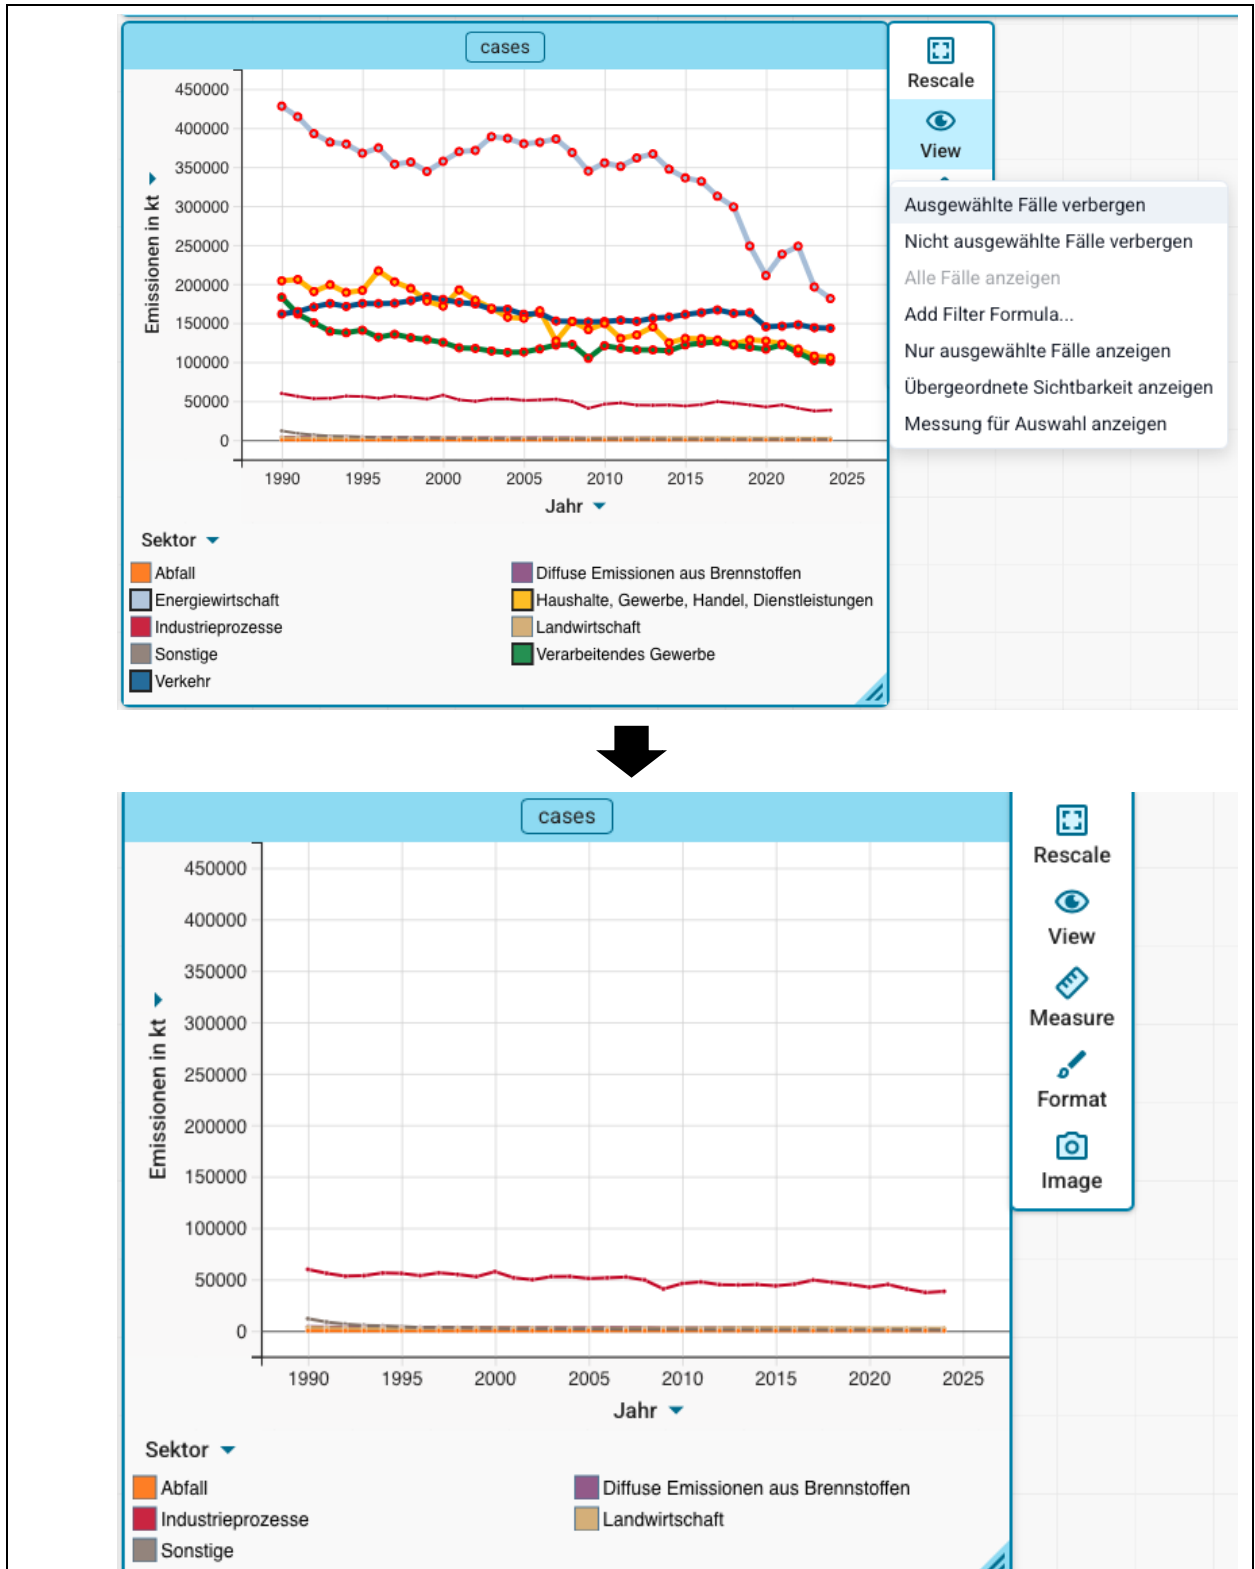 cases
Rescale
View
Ausgewählte Fälle verbergen
Nicht ausgewählte Fälle verbergen
Alle Fälle anzeigen
Add Filter Formula...
Nur ausgewählte Fälle anzeigen
Übergeordnete Sichtbarkeit anzeigen
Messung für Auswahl anzeigen
450000
400000
350000
300000
250000
200000
150000
100000
50000
0
Emissionen in kt
1990 1995 2000 2005 2010 2015 2020 2025
Jahr
Sektor
Abfall
Diffuse Emissionen aus Brennstoffen
Energiewirtschaft
Haushalte, Gewerbe, Handel, Dienstleistungen
Industrieprozesse
Landwirtschaft
Sonstige
Verarbeitendes Gewerbe
Verkehr
cases
Rescale
View
Measure
Format
Image
450000
400000
350000
300000
250000
200000
150000
100000
50000
0
Emissionen in kt
1990 1995 2000 2005 2010 2015 2020 2025
Jahr
Sektor
Abfall
Diffuse Emissionen aus Brennstoffen
Industrieprozesse
Landwirtschaft
Sonstige